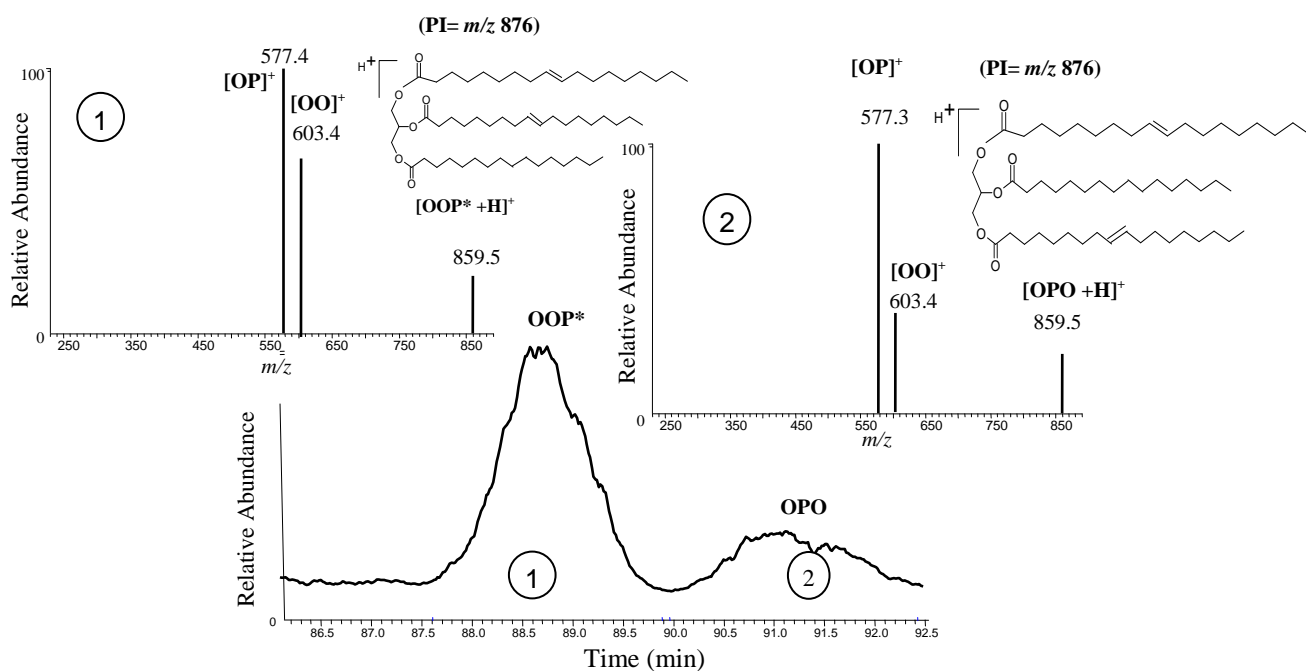 (PI= m/z 876)
577.4
[OP]+
[OO]+
603.4
H+
O
O
O
O
O
O
[OOP* +H]+
859.5
1
Relative Abundance
100
0
250 350 450 550 650 750 850
m/z
[OP]+
(PI= m/z 876)
577.3
H+
O
O
O
O
O
O
[OO]+
603.4
[OPO +H]+
859.5
2
Relative Abundance
100
0
250 350 450 550 650 750 850
m/z
OOP*
OPO
1
2
Relative Abundance
0
86.5 87.0 87.5 88.0 88.5 89.0 89.5 90.0 90.5 91.0 91.5 92.0 92.5
Time (min)